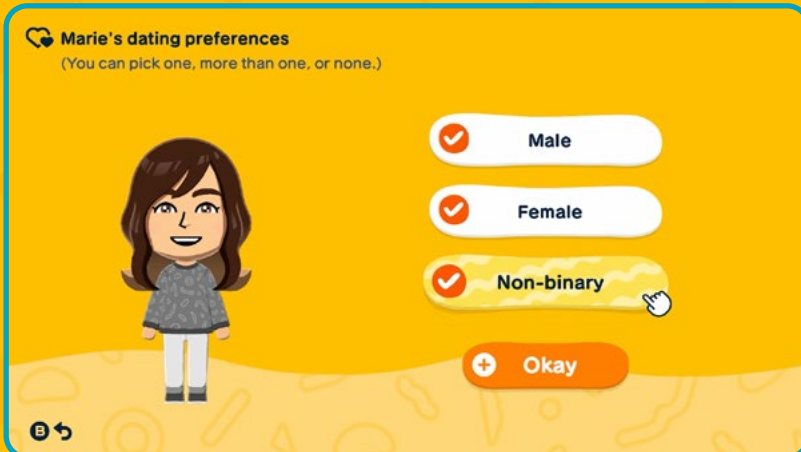 Marie's dating preferences
(You can pick one, more than one, or none.)
Male
Female
Non-binary
Okay
B